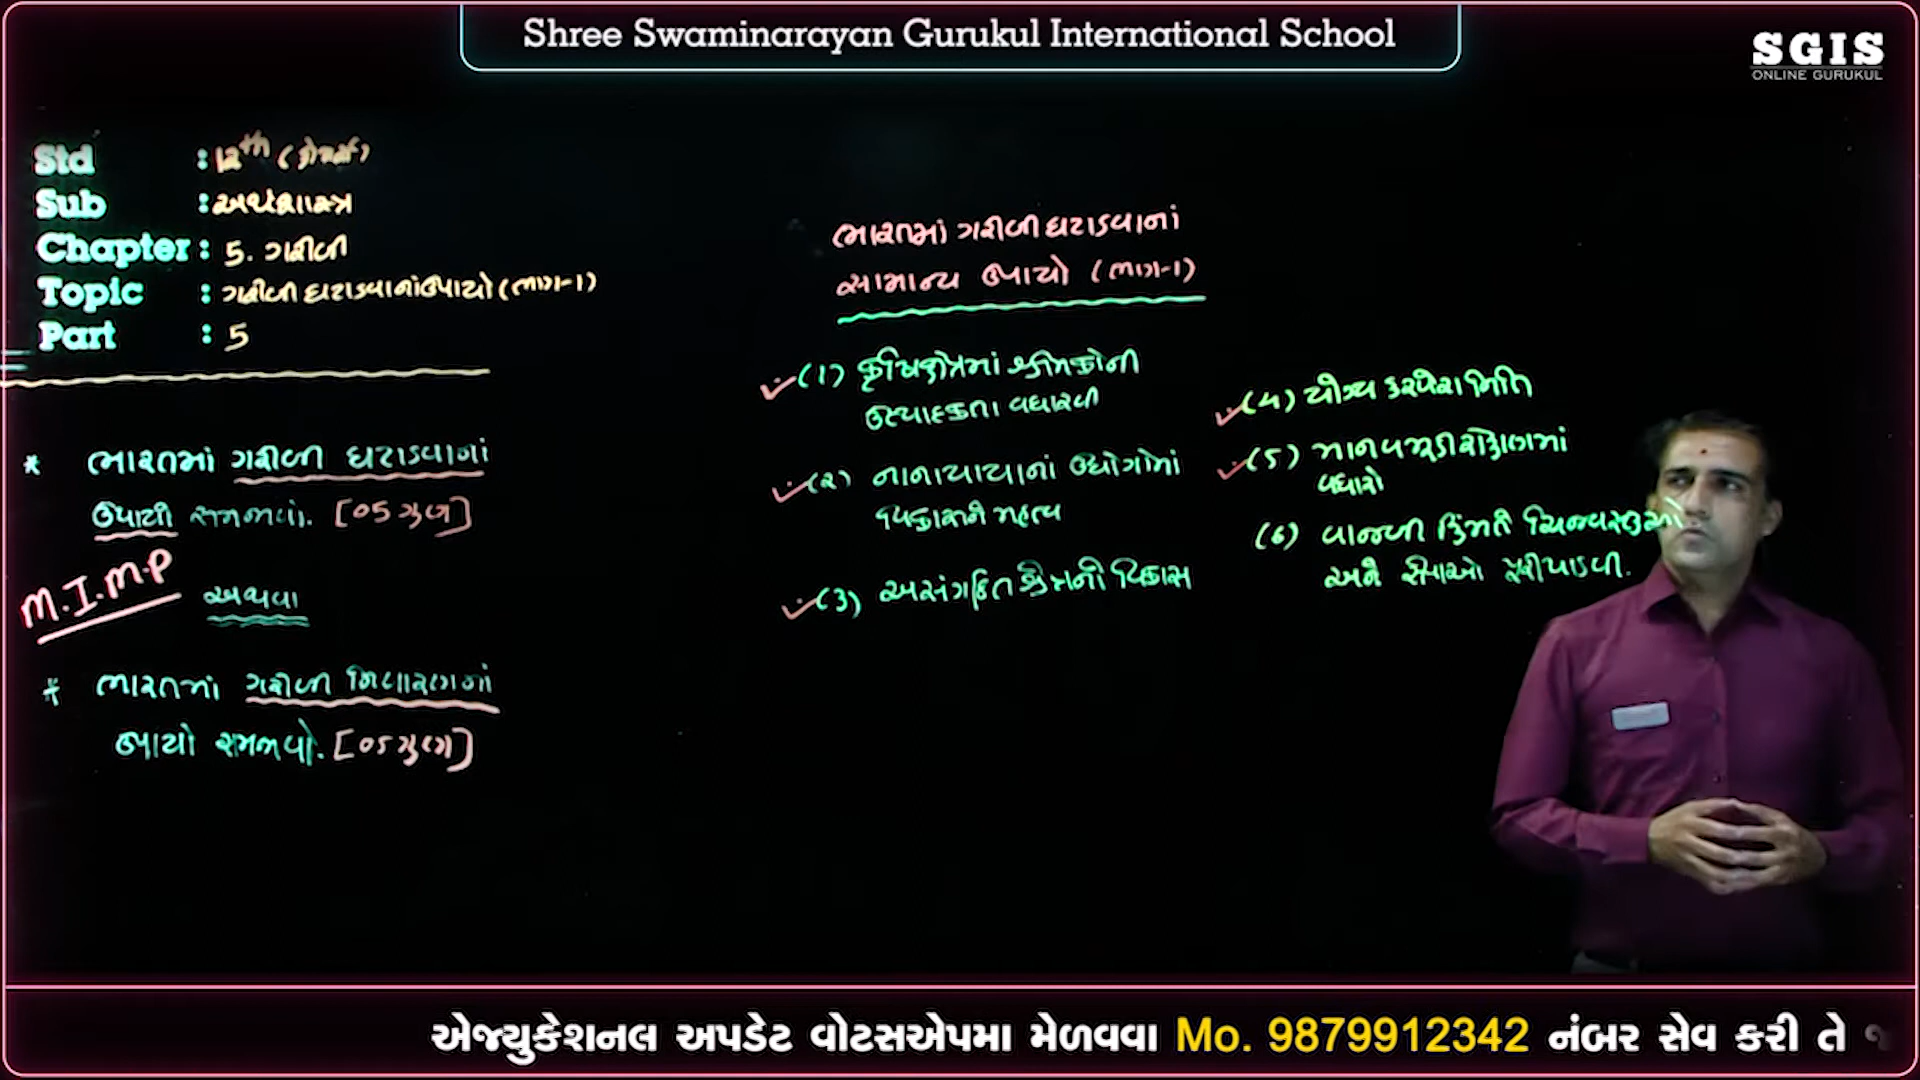 Shree Swaminarayan Gurukul International School
SGIS
ONLINE GURUKUL
Std : 12th (કોમર્સ)
Sub : અર્થશાસ્ત્ર
Chapter : 5. ગરીબી
Topic : ગરીબી ઘટાડવાનાં ઉપાયો (ભાગ-1)
Part : 5
* ભારતમાં ગરીબી ઘટાડવાનાં
ઉપાયો સમજાવો. [05 ગુણ]
M.I.M.P
અથવા
* ભારતમાં ગરીબી નિવારણનાં
ઉપાયો સમજાવો. [05 ગુણ]
ભારતમાં ગરીબી ઘટાડવાનાં
સામાન્ય ઉપાયો (ભાગ-1)
(1) કૃષિક્ષેત્રમાં શ્રમિકોની
ઉત્પાદકતા વધારવી
(2) નાનાપાયાનાં ઉદ્યોગોમાં
વિકાસને મહત્વ
(3) અસંગઠિત ક્ષેત્રની વિકાસ
(4) યોગ્ય કરવેરા નિતિ
(5) માનવમૂડીરોકાણમાં
વધારો
(6) વાજબી કિંમતે ચિજવસ્તુઓ
અને સેવાઓ પૂરી પાડવી.
એજ્યુકેશનલ અપડેટ વોટસએપમા મેળવવા Mo. 9879912342 નંબર સેવ કરી તે